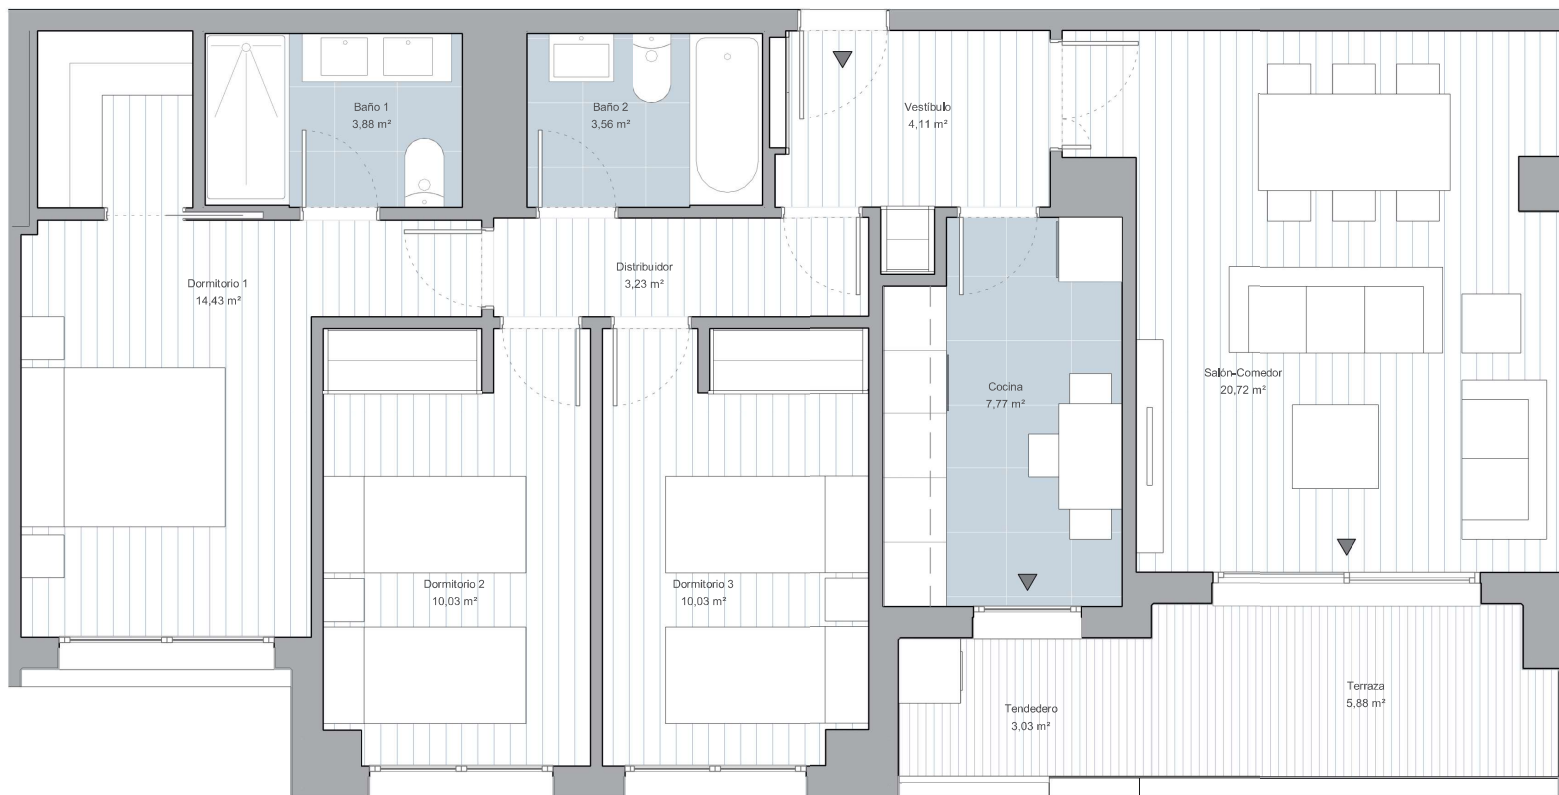 Baño 1
3,88 m²
Baño 2
3,56 m²
Vestíbulo
4,11 m²
Distribuidor
3,23 m²
Dormitorio 1
14,43 m²
Salón-Comedor
20,72 m²
Cocina
7,77 m²
Dormitorio 2
10,03 m²
Dormitorio 3
10,03 m²
Terraza
5,88 m²
Tendedero
3,03 m²